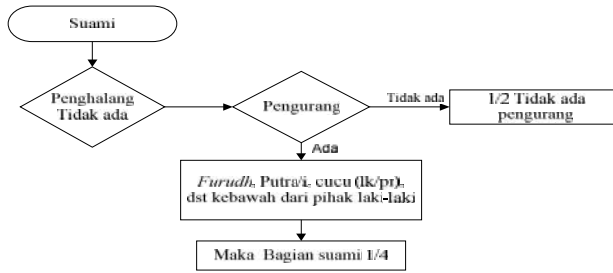 Suami
Penghalang
Tidak ada
Pengurang
Tidak ada
1/2 Tidak ada
pengurang
Ada
Furudh, Putra/i, cucu (lk/pr),
dst kebawah dari pihak laki-laki
Maka Bagian suami 1/4